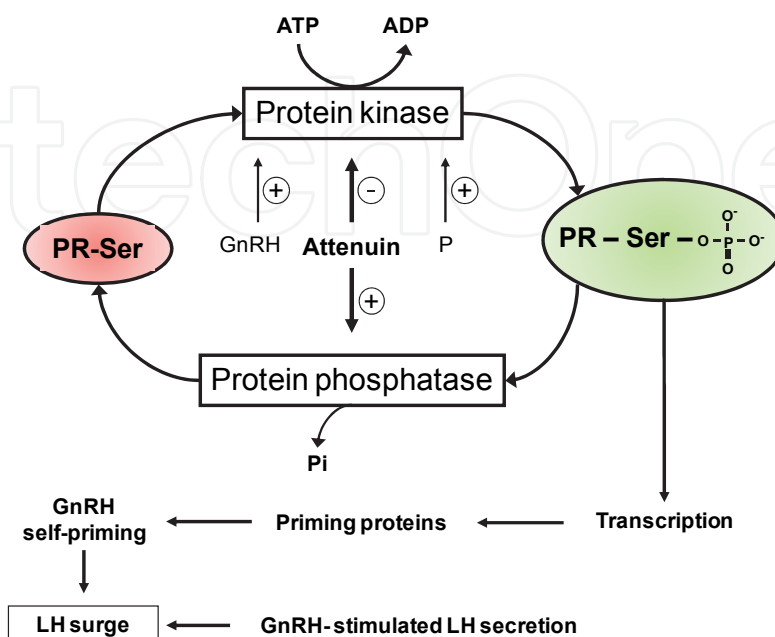 ATP ADP
Protein kinase
+ - +
GnRH Attenuin P
PR-Ser
PR – Ser – O – P – O⁻
O⁻
O
+
Protein phosphatase
Pi
GnRH
self-priming
Priming proteins
Transcription
LH surge
GnRH-stimulated LH secretion
techOpe